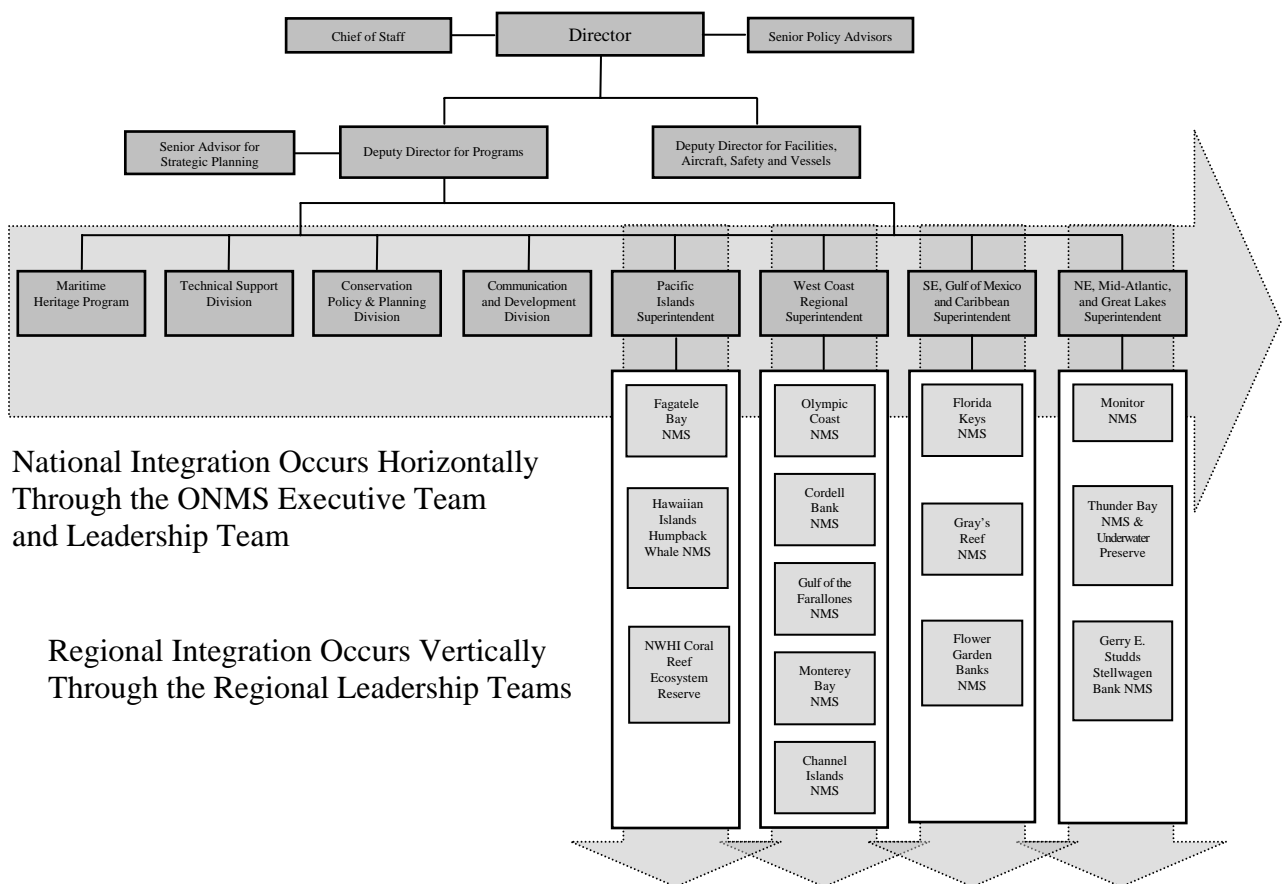 Chief of Staff
Director
Senior Policy Advisors
Senior Advisor for
Strategic Planning
Deputy Director for Programs
Deputy Director for Facilities,
Aircraft, Safety and Vessels
Maritime
Heritage Program
Technical Support
Division
Conservation
Policy & Planning
Division
Communication
and Development
Division
Pacific
Islands
Superintendent
West Coast
Regional
Superintendent
SE, Gulf of Mexico
and Caribbean
Superintendent
NE, Mid-Atlantic,
and Great Lakes
Superintendent
Fagatele
Bay
NMS
Hawaiian
Islands
Humpback
Whale NMS
NWHI Coral
Reef
Ecosystem
Reserve
Olympic
Coast
NMS
Cordell
Bank
NMS
Gulf of the
Farallones
NMS
Monterey
Bay
NMS
Channel
Islands
NMS
Florida
Keys
NMS
Gray's
Reef
NMS
Flower
Garden
Banks
NMS
Monitor
NMS
Thunder Bay
NMS &
Underwater
Preserve
Gerry E.
Studds
Stellwagen
Bank NMS
National Integration Occurs Horizontally
Through the ONMS Executive Team
and Leadership Team
Regional Integration Occurs Vertically
Through the Regional Leadership Teams